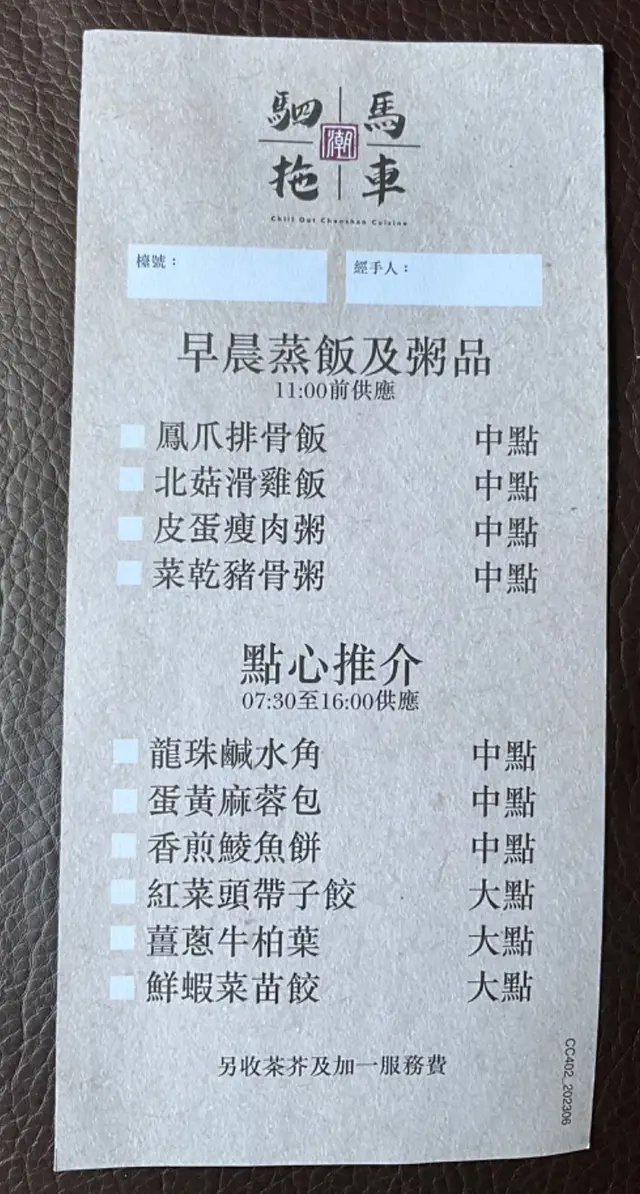 駟馬
潮
拖車
Chill Out Chaoshan Cuisine
檯號：
經手人：
早晨蒸飯及粥品
11:00前供應
鳳爪排骨飯 中點
北菇滑雞飯 中點
皮蛋瘦肉粥 中點
菜乾豬骨粥 中點
點心推介
07:30至16:00供應
龍珠鹹水角 中點
蛋黃麻蓉包 中點
香煎鯪魚餅 中點
紅菜頭帶子餃 大點
薑蔥牛柏葉 大點
鮮蝦菜苗餃 大點
另收茶芥及加一服務費
CC402_202306